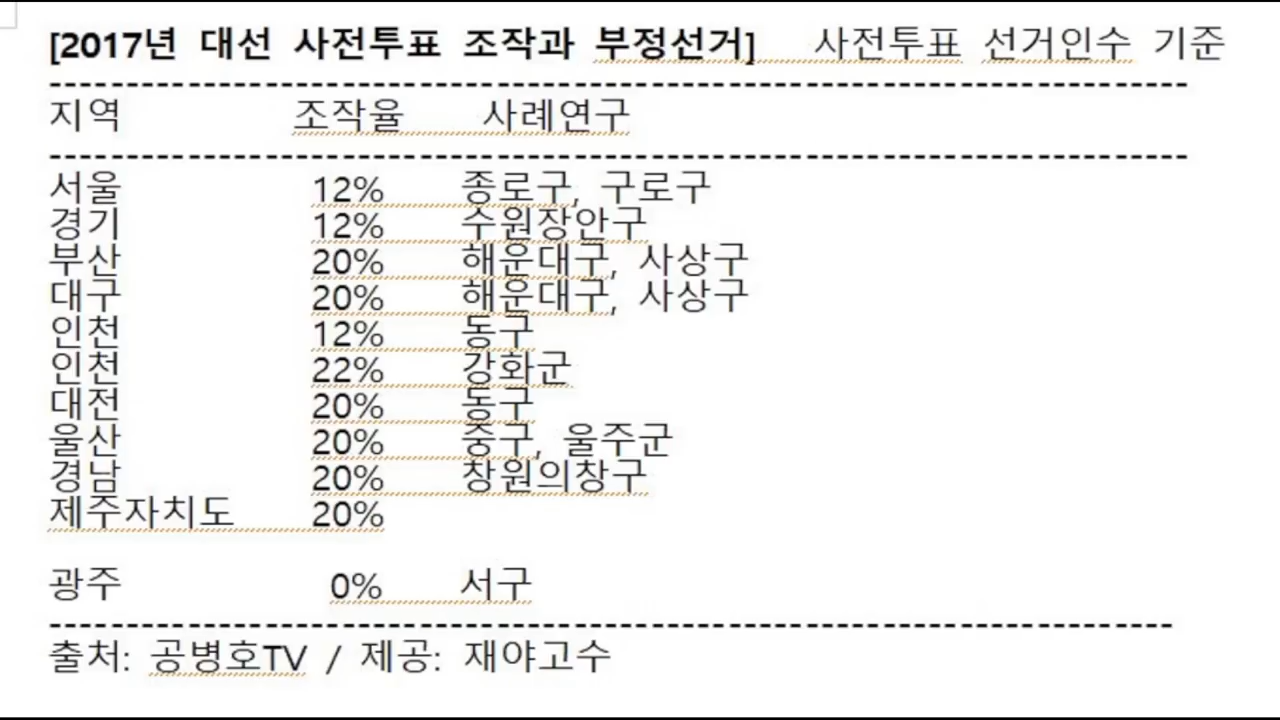 [2017년 대선 사전투표 조작과 부정선거] 사전투표 선거인수 기준
지역 조작율 사례연구
서울 12% 종로구, 구로구
경기 12% 수원장안구
부산 20% 해운대구, 사상구
대구 20% 해운대구, 사상구
인천 12% 동구
인천 22% 강화군
대전 20% 동구
울산 20% 중구, 울주군
경남 20% 창원의창구
제주자치도 20%
광주 0% 서구
출처: 공병호TV / 제공: 재야고수